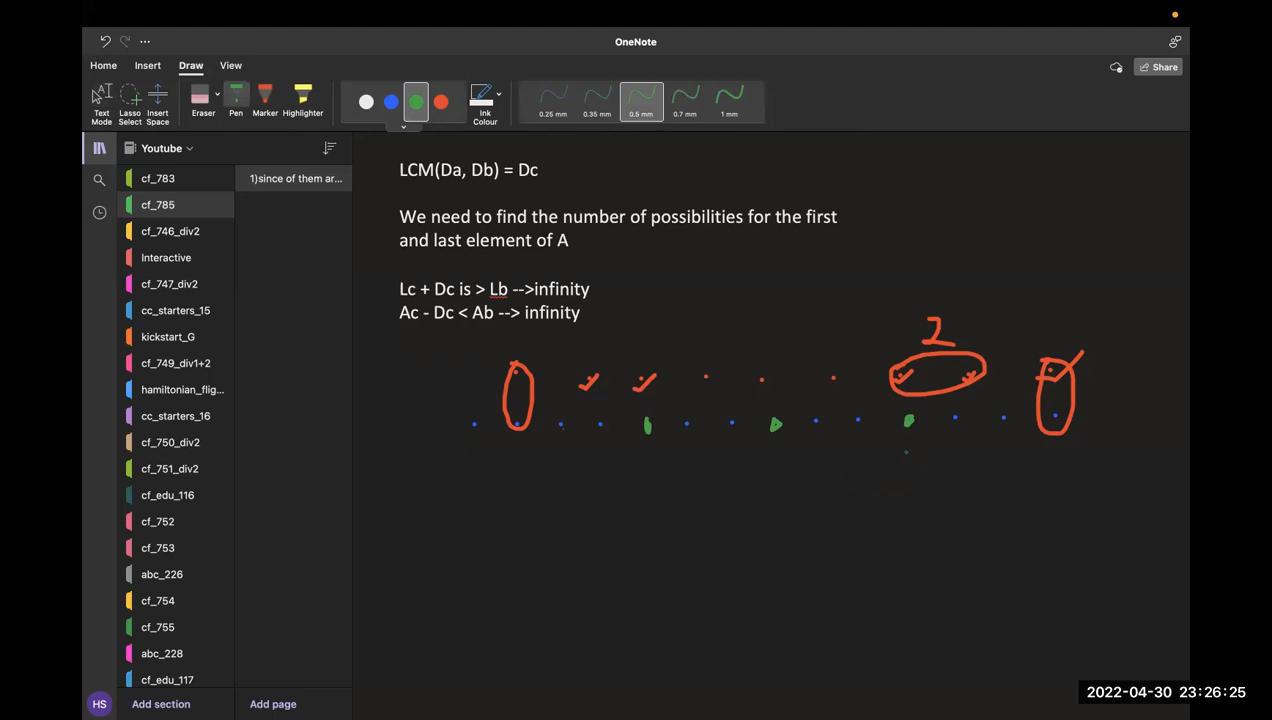 OneNote
Home Insert Draw View
Share
Text Mode
Lasso Select
Insert Space
Eraser
Pen
Marker
Highlighter
Ink Colour
0.25 mm
0.35 mm
0.5 mm
0.7 mm
1 mm
Youtube
cf_783
cf_785
cf_746_div2
Interactive
cf_747_div2
cc_starters_15
kickstart_G
cf_749_div1+2
hamiltonian_flig...
cc_starters_16
cf_750_div2
cf_751_div2
cf_edu_116
cf_752
cf_753
abc_226
cf_754
cf_755
abc_228
cf_edu_117
1)since of them ar...
LCM(Da, Db) = Dc
We need to find the number of possibilities for the first
and last element of A
Lc + Dc is > Lb -->infinity
Ac - Dc < Ab --> infinity
HS
Add section
Add page
2022-04-30 23:26:25